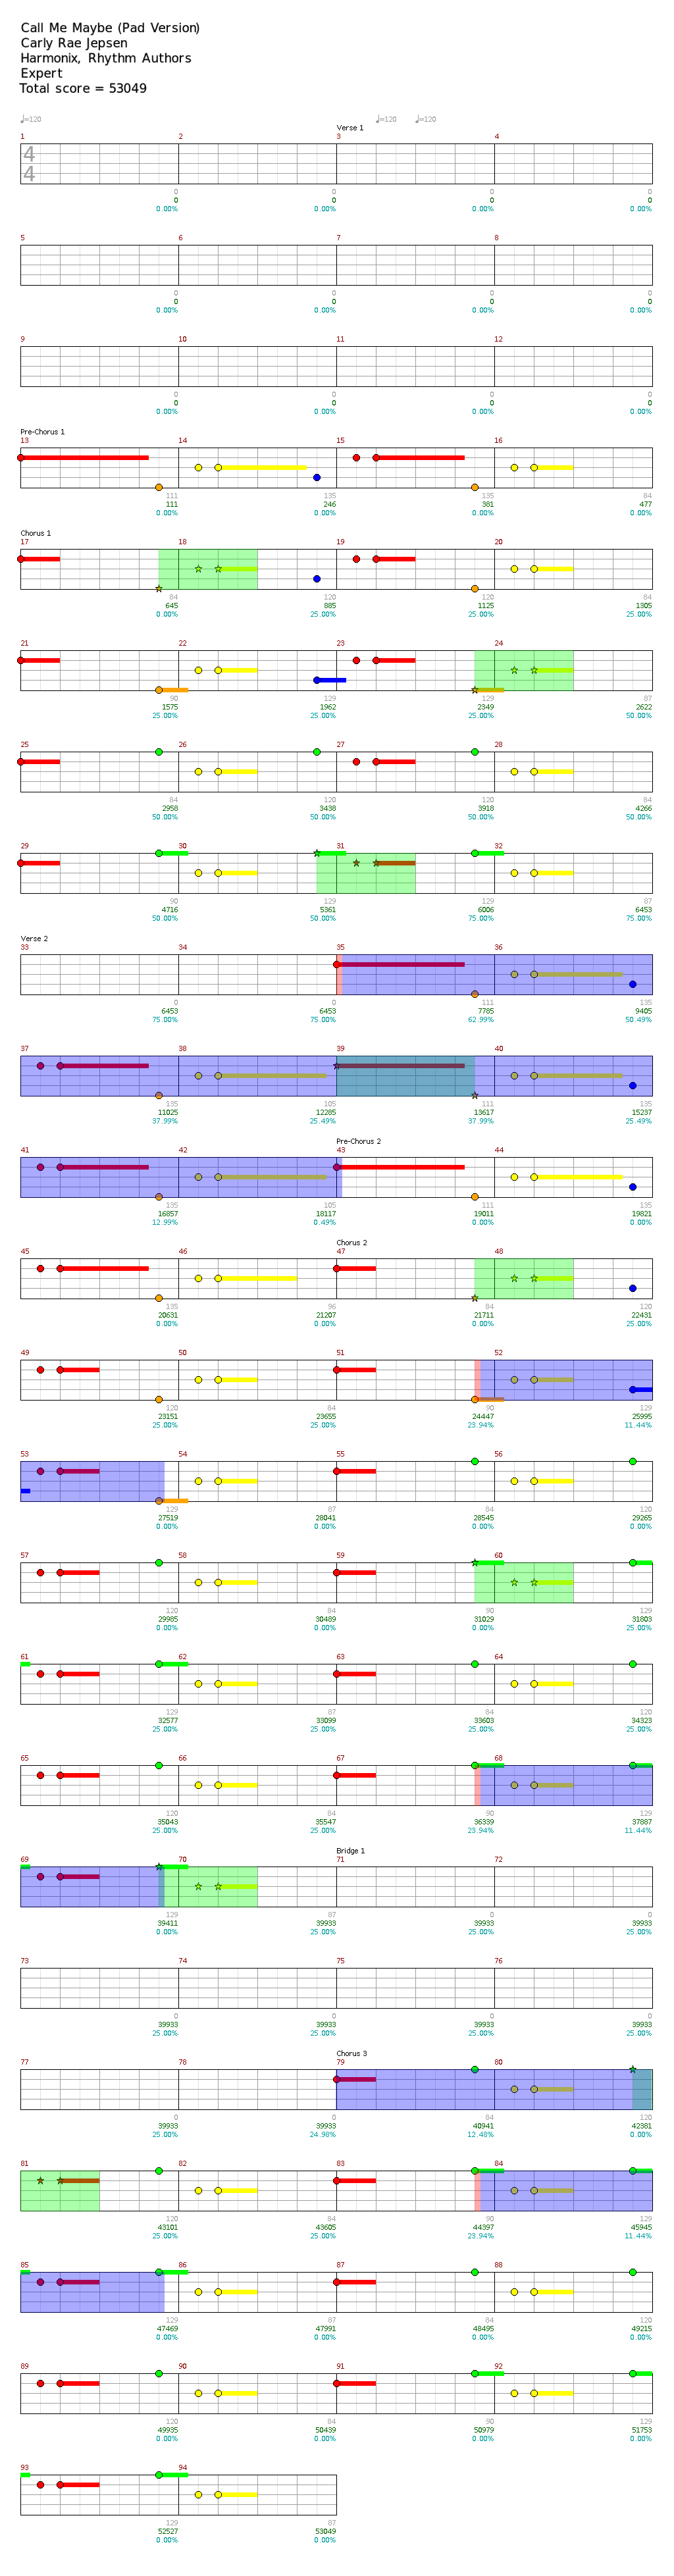 Call Me Maybe (Pad Version)
Carly Rae Jepsen
Harmonix, Rhythm Authors
Expert
Total score = 53049
♩=120 ♩=120 ♩=120
Verse 1
1 2 3 4
4
4
0 0 0 0
0 0 0 0
0.00% 0.00% 0.00% 0.00%
5 6 7 8
0 0 0 0
0 0 0 0
0.00% 0.00% 0.00% 0.00%
9 10 11 12
0 0 0 0
0 0 0 0
0.00% 0.00% 0.00% 0.00%
Pre-Chorus 1
13 14 15 16
111 135 135 84
111 246 381 477
0.00% 0.00% 0.00% 0.00%
Chorus 1
17 18 19 20
84 120 120 84
645 885 1125 1305
0.00% 25.00% 25.00% 25.00%
21 22 23 24
90 129 129 87
1575 1962 2349 2622
25.00% 25.00% 25.00% 50.00%
25 26 27 28
84 120 120 84
2958 3438 3918 4266
50.00% 50.00% 50.00% 50.00%
29 30 31 32
90 129 129 87
4716 5361 6006 6453
50.00% 50.00% 75.00% 75.00%
Verse 2
33 34 35 36
0 0 111 135
6453 6453 7785 9405
75.00% 75.00% 62.99% 50.49%
37 38 39 40
135 105 111 135
11025 12285 13617 15237
37.99% 25.49% 37.99% 25.49%
Pre-Chorus 2
41 42 43 44
135 105 111 135
16857 18117 19011 19821
12.99% 0.49% 0.00% 0.00%
Chorus 2
45 46 47 48
135 96 84 120
20631 21207 21711 22431
0.00% 0.00% 0.00% 25.00%
49 50 51 52
120 84 90 129
23151 23655 24447 25995
25.00% 25.00% 23.94% 11.44%
53 54 55 56
129 87 84 120
27519 28041 28545 29265
0.00% 0.00% 0.00% 0.00%
57 58 59 60
120 84 90 129
29985 30489 31029 31803
0.00% 0.00% 0.00% 25.00%
61 62 63 64
129 87 84 120
32577 33099 33603 34323
25.00% 25.00% 25.00% 25.00%
65 66 67 68
120 84 90 129
35043 35547 36339 37887
25.00% 25.00% 23.94% 11.44%
Bridge 1
69 70 71 72
129 87 0 0
39411 39933 39933 39933
0.00% 25.00% 25.00% 25.00%
73 74 75 76
0 0 0 0
39933 39933 39933 39933
25.00% 25.00% 25.00% 25.00%
Chorus 3
77 78 79 80
0 0 84 120
39933 39933 40941 42381
25.00% 24.98% 12.48% 0.00%
81 82 83 84
120 84 90 129
43101 43605 44397 45945
25.00% 25.00% 23.94% 11.44%
85 86 87 88
129 87 84 120
47469 47991 48495 49215
0.00% 0.00% 0.00% 0.00%
89 90 91 92
120 84 90 129
49935 50439 50979 51753
0.00% 0.00% 0.00% 0.00%
93 94
129 87
52527 53049
0.00% 0.00%